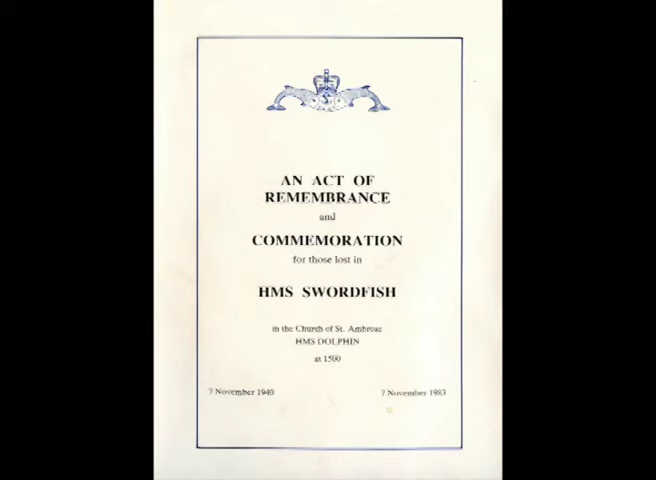 AN ACT OF
REMEMBRANCE
and
COMMEMORATION
for those lost in
HMS SWORDFISH
in the Church of St. Ambrose
HMS DOLPHIN
at 1500
7 November 1940 7 November 1983